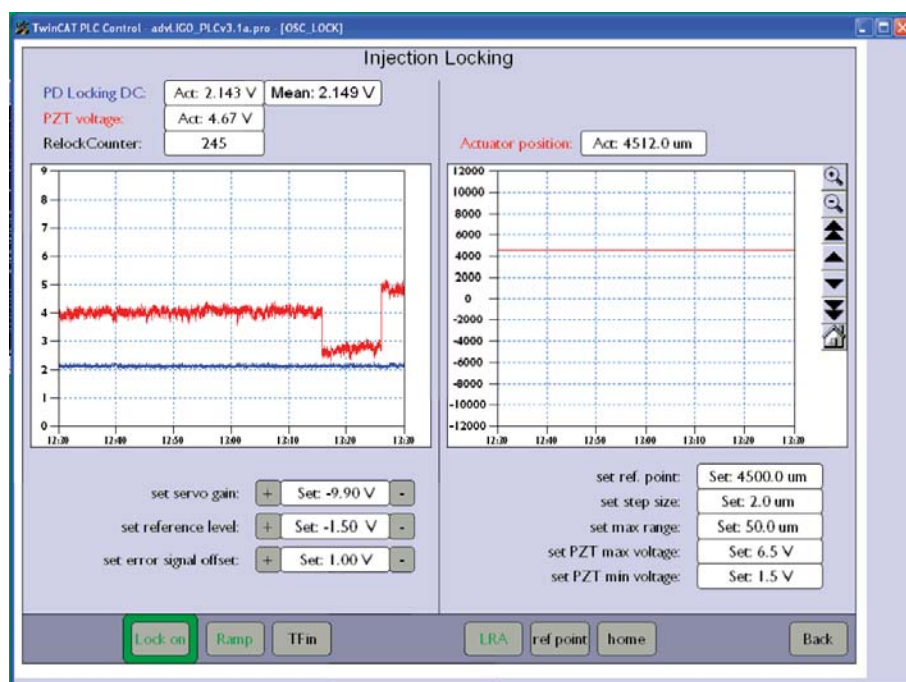 TwinCAT PLC Control - advLIGO_PLCv3.1a.pro - [OSC_LOCK]
Injection Locking
PD Locking DC: Act: 2.143 V Mean: 2.149 V
PZT voltage: Act: 4.67 V
RelockCounter: 245
Actuator position: Act: 4512.0 um
9
8
7
6
5
4
3
2
1
0
12:30 12:40 12:50 13:00 13:10 13:20 13:30
12000
10000
8000
6000
4000
2000
0
-2000
-4000
-6000
-8000
-10000
-12000
12:30 12:40 12:50 13:00 13:10 13:20 13:30
set servo gain: + Set: -9.90 V -
set reference level: + Set: -1.50 V -
set error signal offset: + Set: 1.00 V -
set ref. point: Set: 4500.0 um
set step size: Set: 2.0 um
set max range: Set: 50.0 um
set PZT max voltage: Set: 6.5 V
set PZT min voltage: Set: 1.5 V
Lock on Ramp TFin LRA ref point home Back